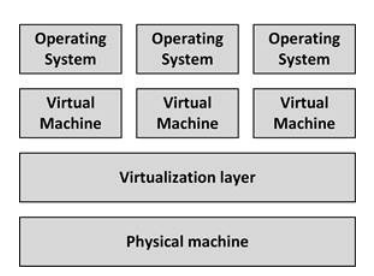 Operating
System
Operating
System
Operating
System
Virtual
Machine
Virtual
Machine
Virtual
Machine
Virtualization layer
Physical machine